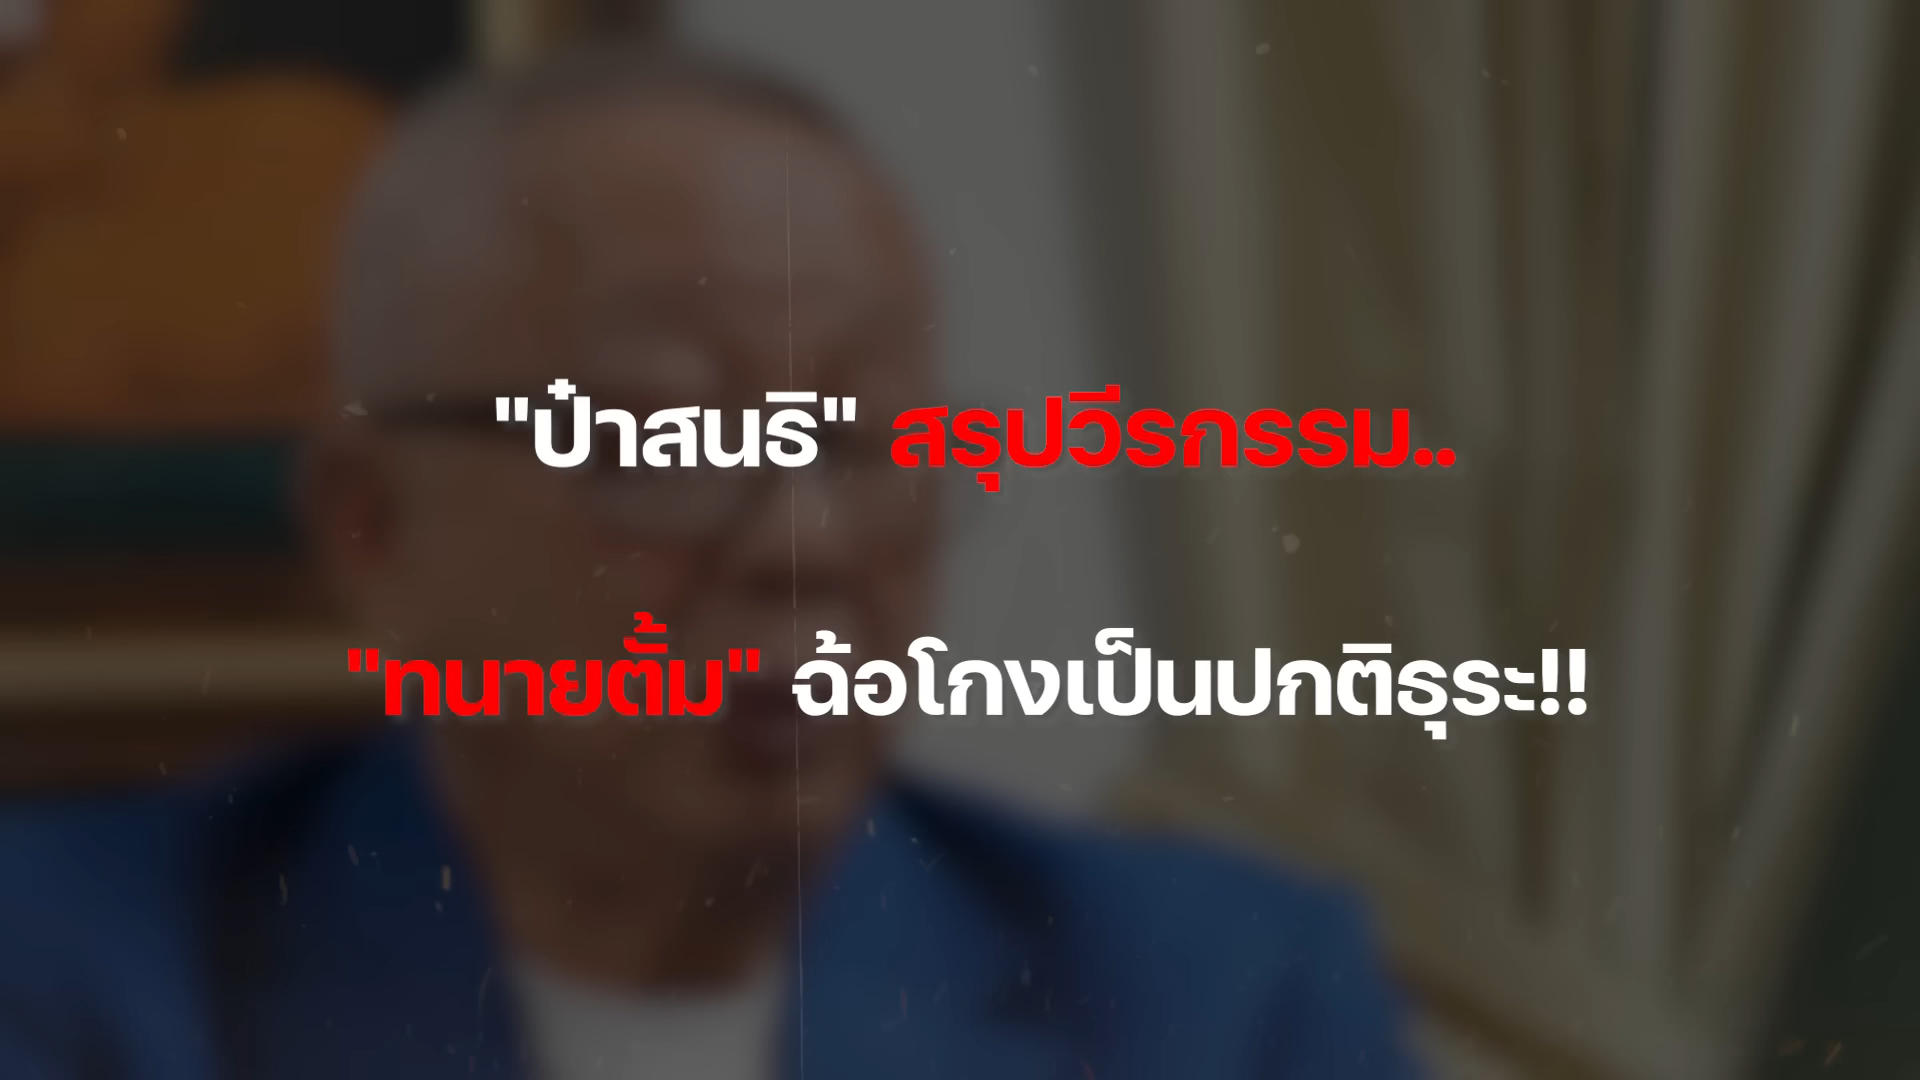 "ป๋าสนธิ" สรุปวีรกรรม..
"ทนายตั้ม" ฉ้อโกงเป็นปกติธุระ!!